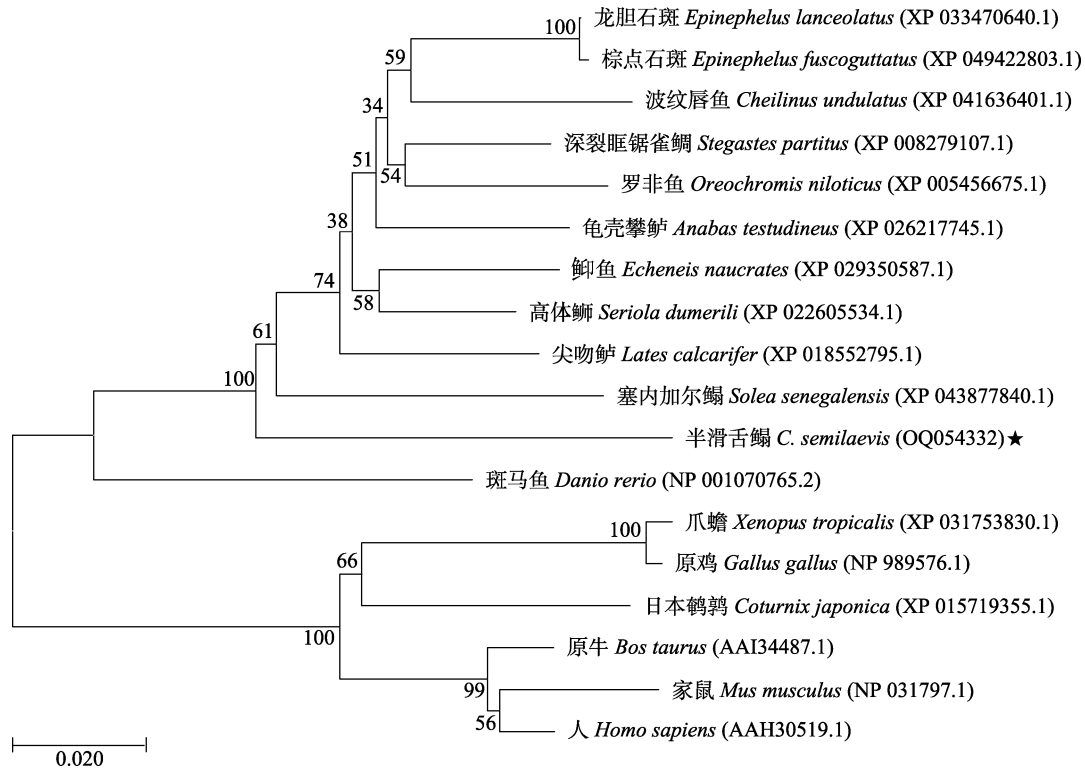 龙胆石斑 Epinephelus lanceolatus (XP 033470640.1)
100
棕点石斑 Epinephelus fuscoguttatus (XP 049422803.1)
59
波纹唇鱼 Cheilinus undulatus (XP 041636401.1)
34
深裂眶锯雀鲷 Stegastes partitus (XP 008279107.1)
51
54
罗非鱼 Oreochromis niloticus (XP 005456675.1)
38
龟壳攀鲈 Anabas testudineus (XP 026217745.1)
䲟鱼 Echeneis naucrates (XP 029350587.1)
74
58
高体鰤 Seriola dumerili (XP 022605534.1)
61
尖吻鲈 Lates calcarifer (XP 018552795.1)
100
塞内加尔鳎 Solea senegalensis (XP 043877840.1)
半滑舌鳎 C. semilaevis (OQ054332)★
斑马鱼 Danio rerio (NP 001070765.2)
爪蟾 Xenopus tropicalis (XP 031753830.1)
100
原鸡 Gallus gallus (NP 989576.1)
66
日本鹌鹑 Coturnix japonica (XP 015719355.1)
100
原牛 Bos taurus (AAI34487.1)
99
家鼠 Mus musculus (NP 031797.1)
56
人 Homo sapiens (AAH30519.1)
0.020